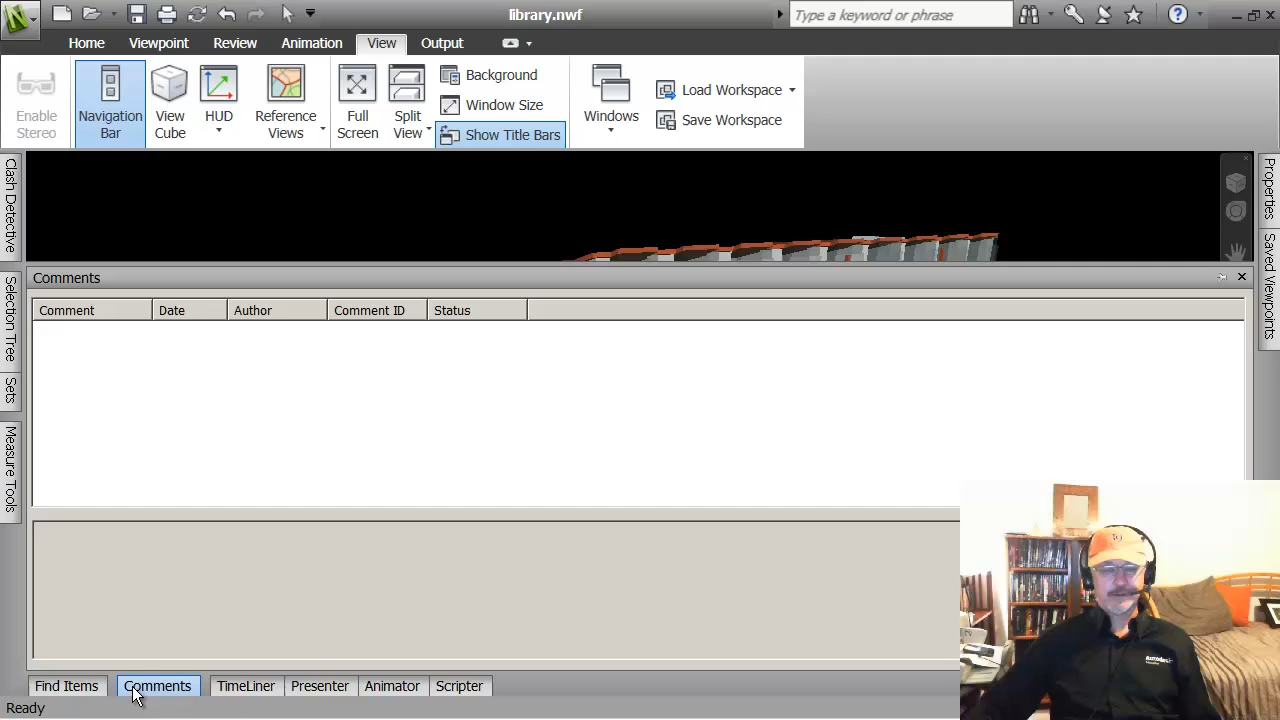 library.nwf
Type a keyword or phrase
Home
Viewpoint
Review
Animation
View
Output
Enable
Stereo
Navigation
Bar
View
Cube
HUD
Reference
Views
Full
Screen
Split
View
Background
Window Size
Show Title Bars
Windows
Load Workspace
Save Workspace
Clash Detective
Selection Tree
Sets
Measure Tools
Properties
Saved Viewpoints
Comments
Comment
Date
Author
Comment ID
Status
Find Items
Comments
TimeLiner
Presenter
Animator
Scripter
Ready
Autodesk